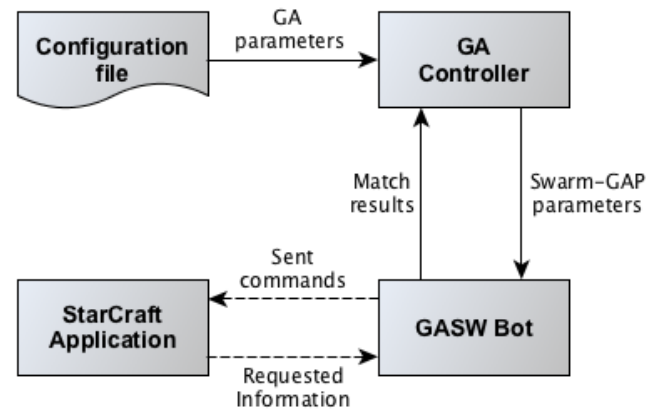 Configuration
file
GA
parameters
GA
Controller
Match
results
Swarm-GAP
parameters
Sent
commands
StarCraft
Application
GASW Bot
Requested
Information